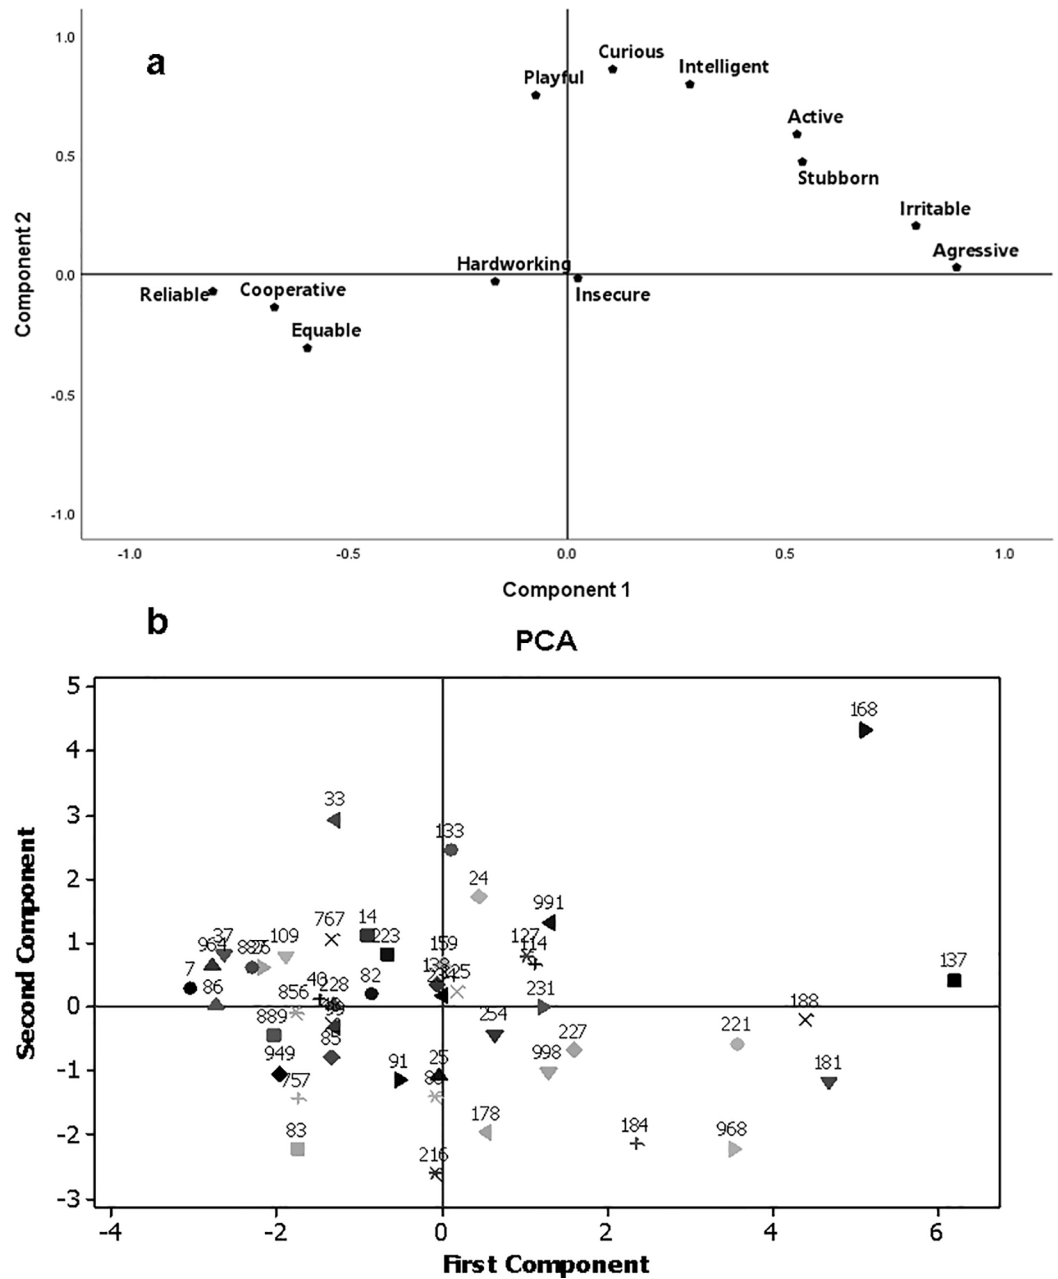 a
1.0
Curious
Intelligent
Playful
Active
0.5
Stubborn
Irritable
Agressive
Hardworking
0.0
Reliable
Cooperative
Insecure
Equable
Component 2
-0.5
-1.0
-1.0 -0.5 0.0 0.5 1.0
Component 1
b
PCA
5
168
4
33
3
133
24
2
991
767 14
37 109 223 159 127
964 114
1
7 137
86 40 228 82
856 231 188
0
889 254
85 227 221
949 91 25 998 181
-1
757
178
83 184 968
-2
216
-3
Second Component
-4 -2 0 2 4 6
First Component